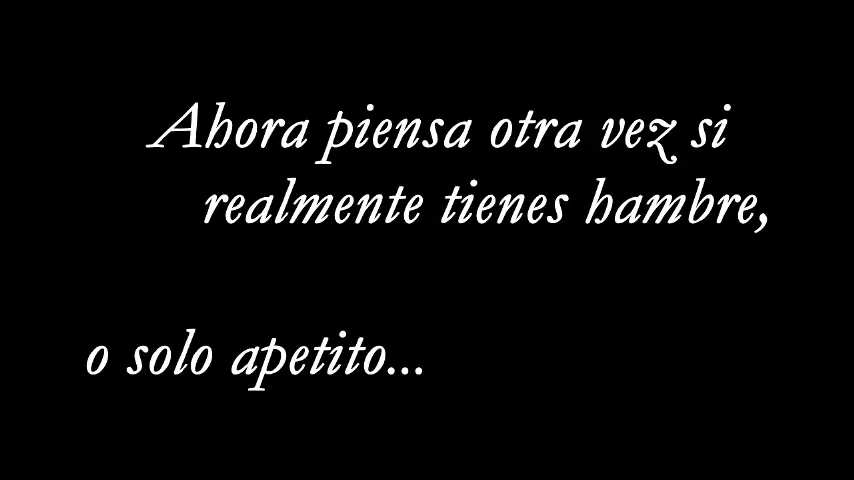 Ahora piensa otra vez si
realmente tienes hambre,
o solo apetito...